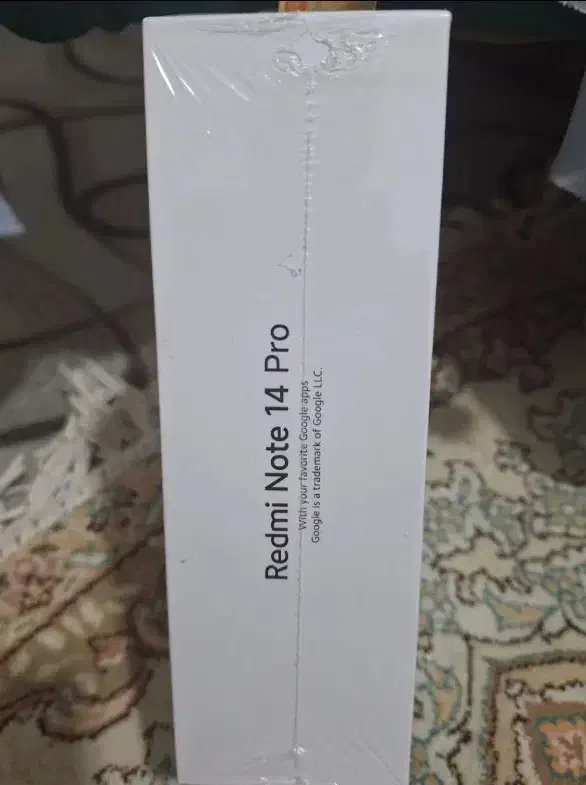 Redmi Note 14 Pro
With your favorite Google apps
Google is a trademark of Google LLC.